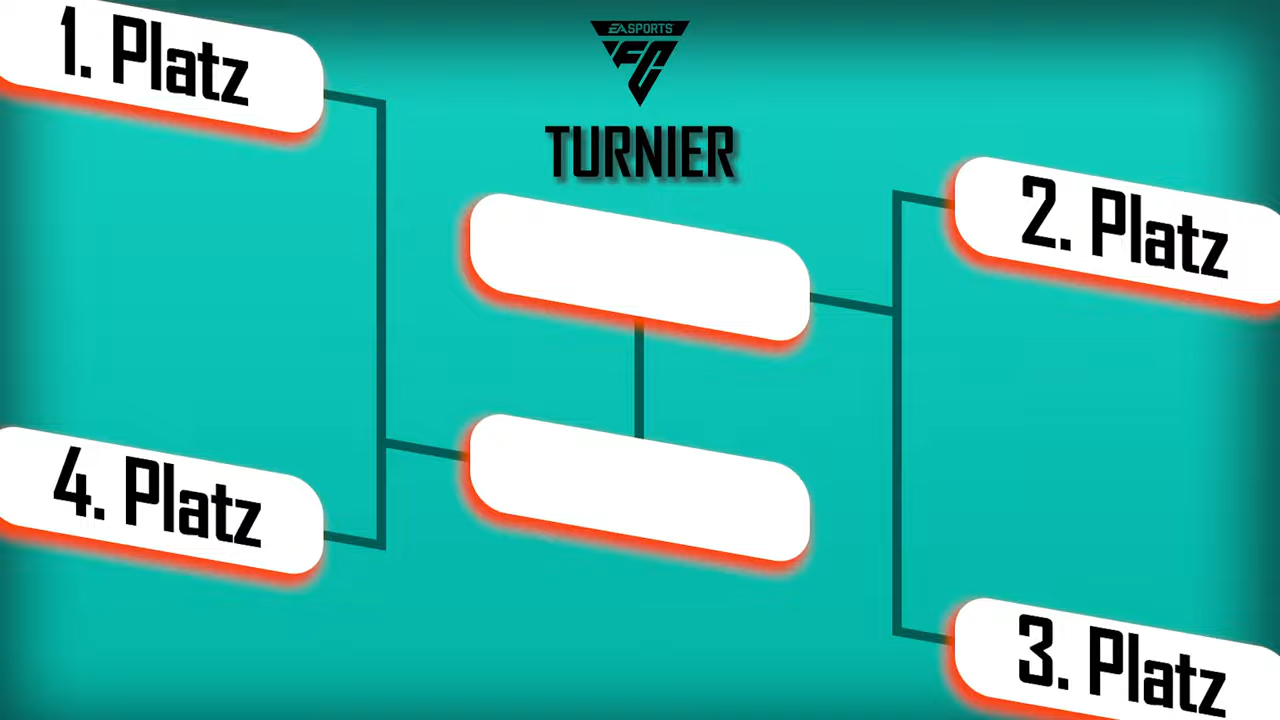 EA SPORTS
FC
TURNIER
1. Platz
2. Platz
4. Platz
3. Platz